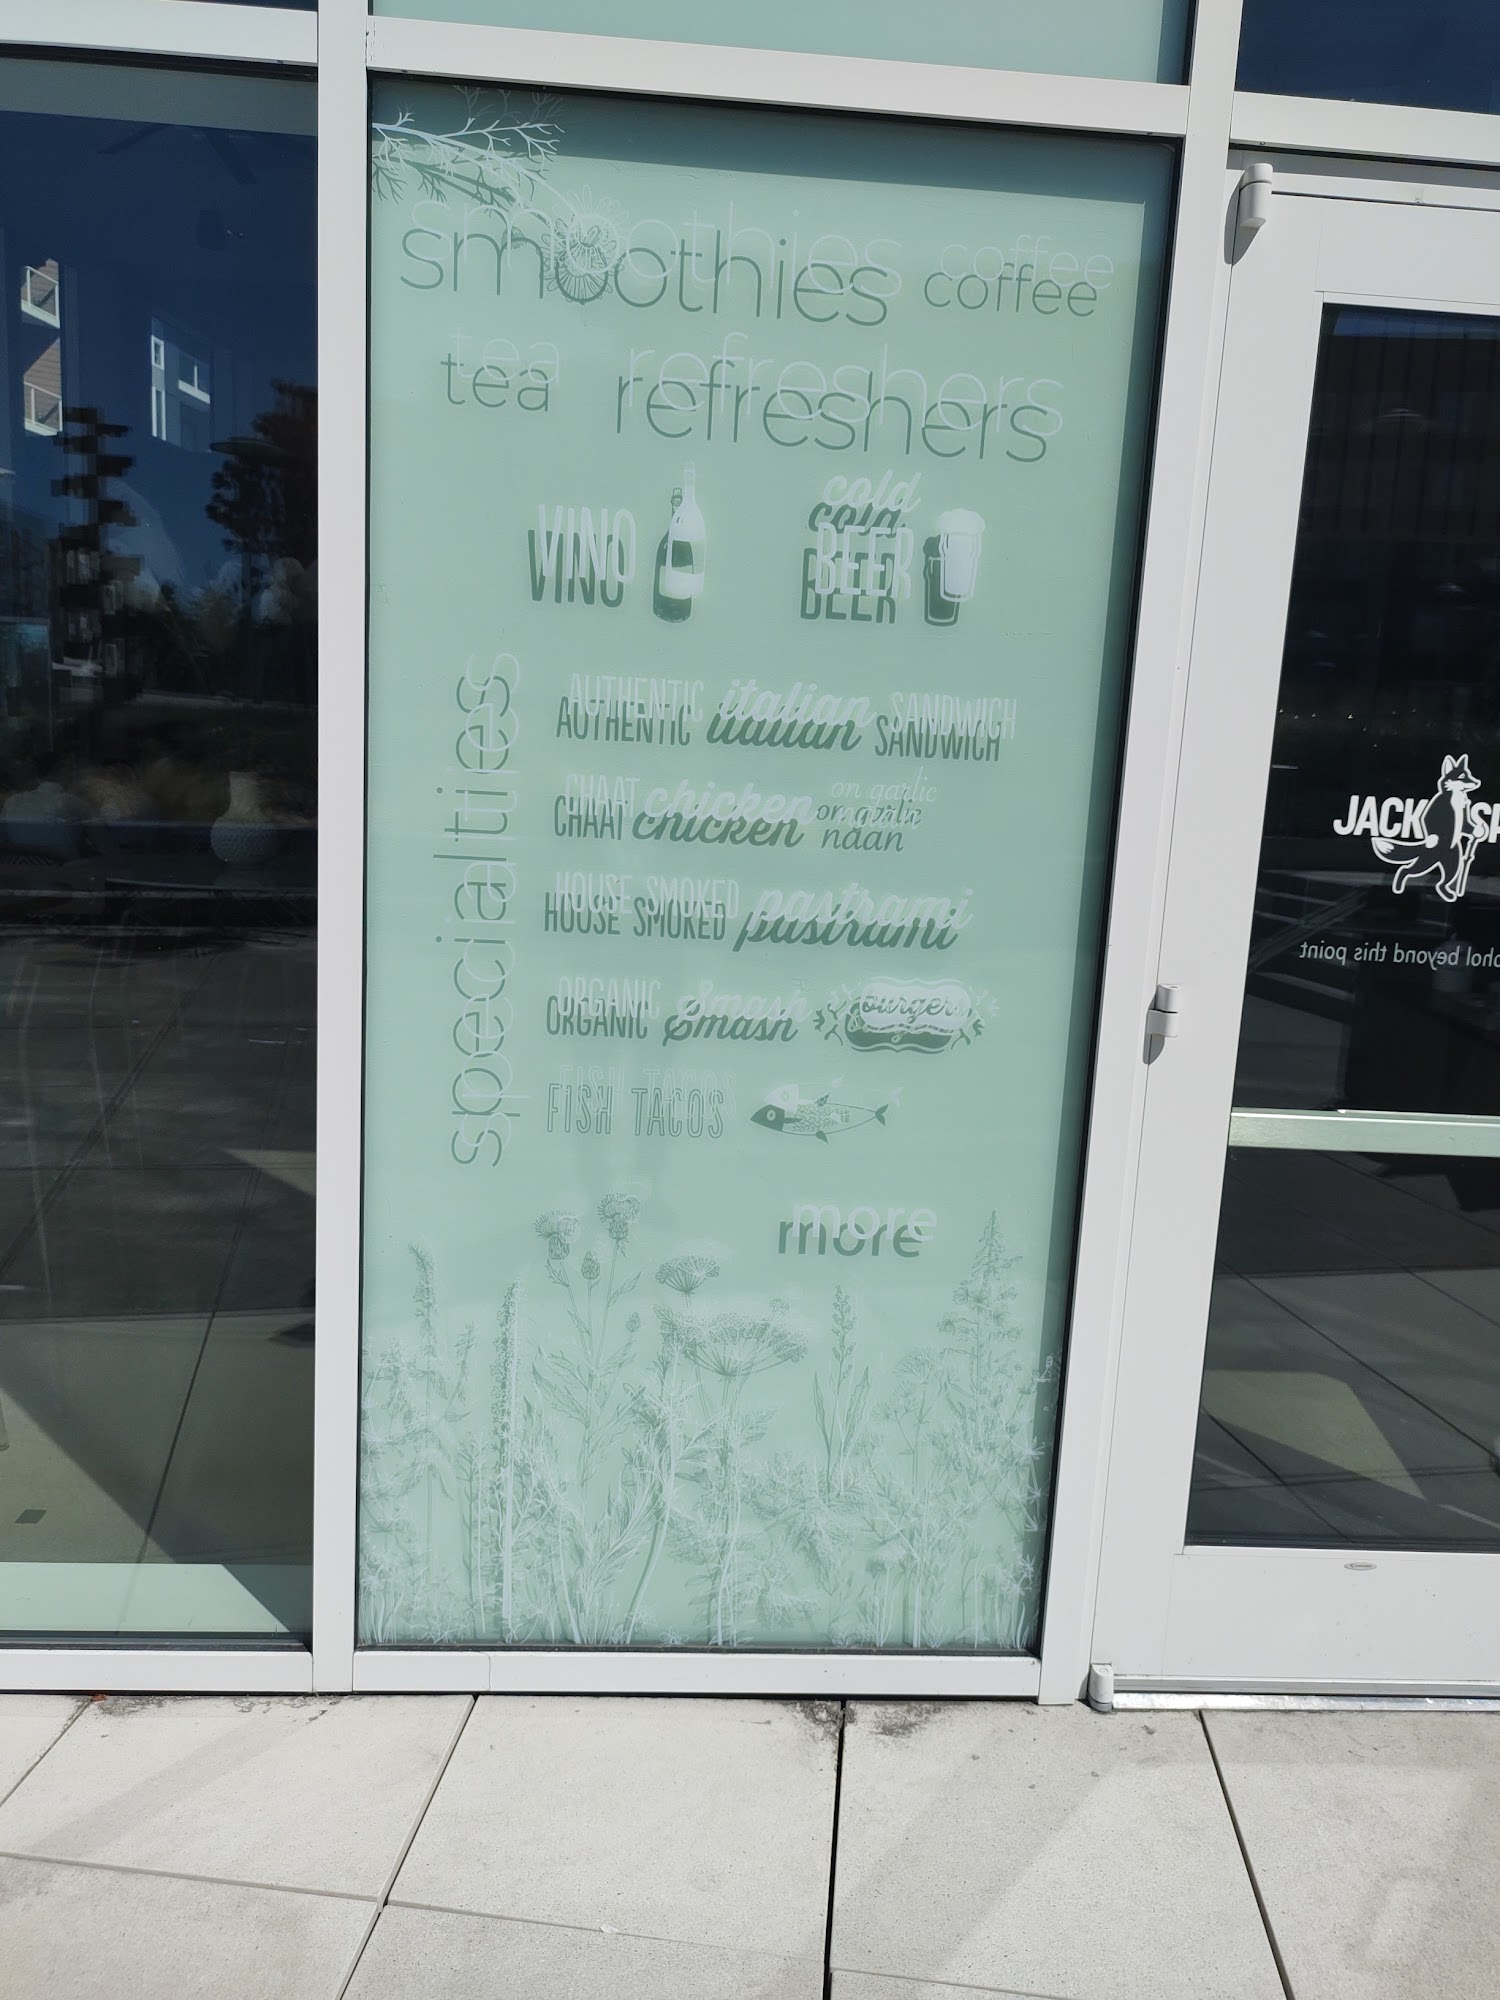 smoothies coffee
tea refreshers
VINO
cold
BEER
specialties
AUTHENTIC italian SANDWICH
CHAAT chicken on garlic
naan
HOUSE SMOKED pastrami
ORGANIC Smash burgers
FISH TACOS
more
JACK
beyond this point